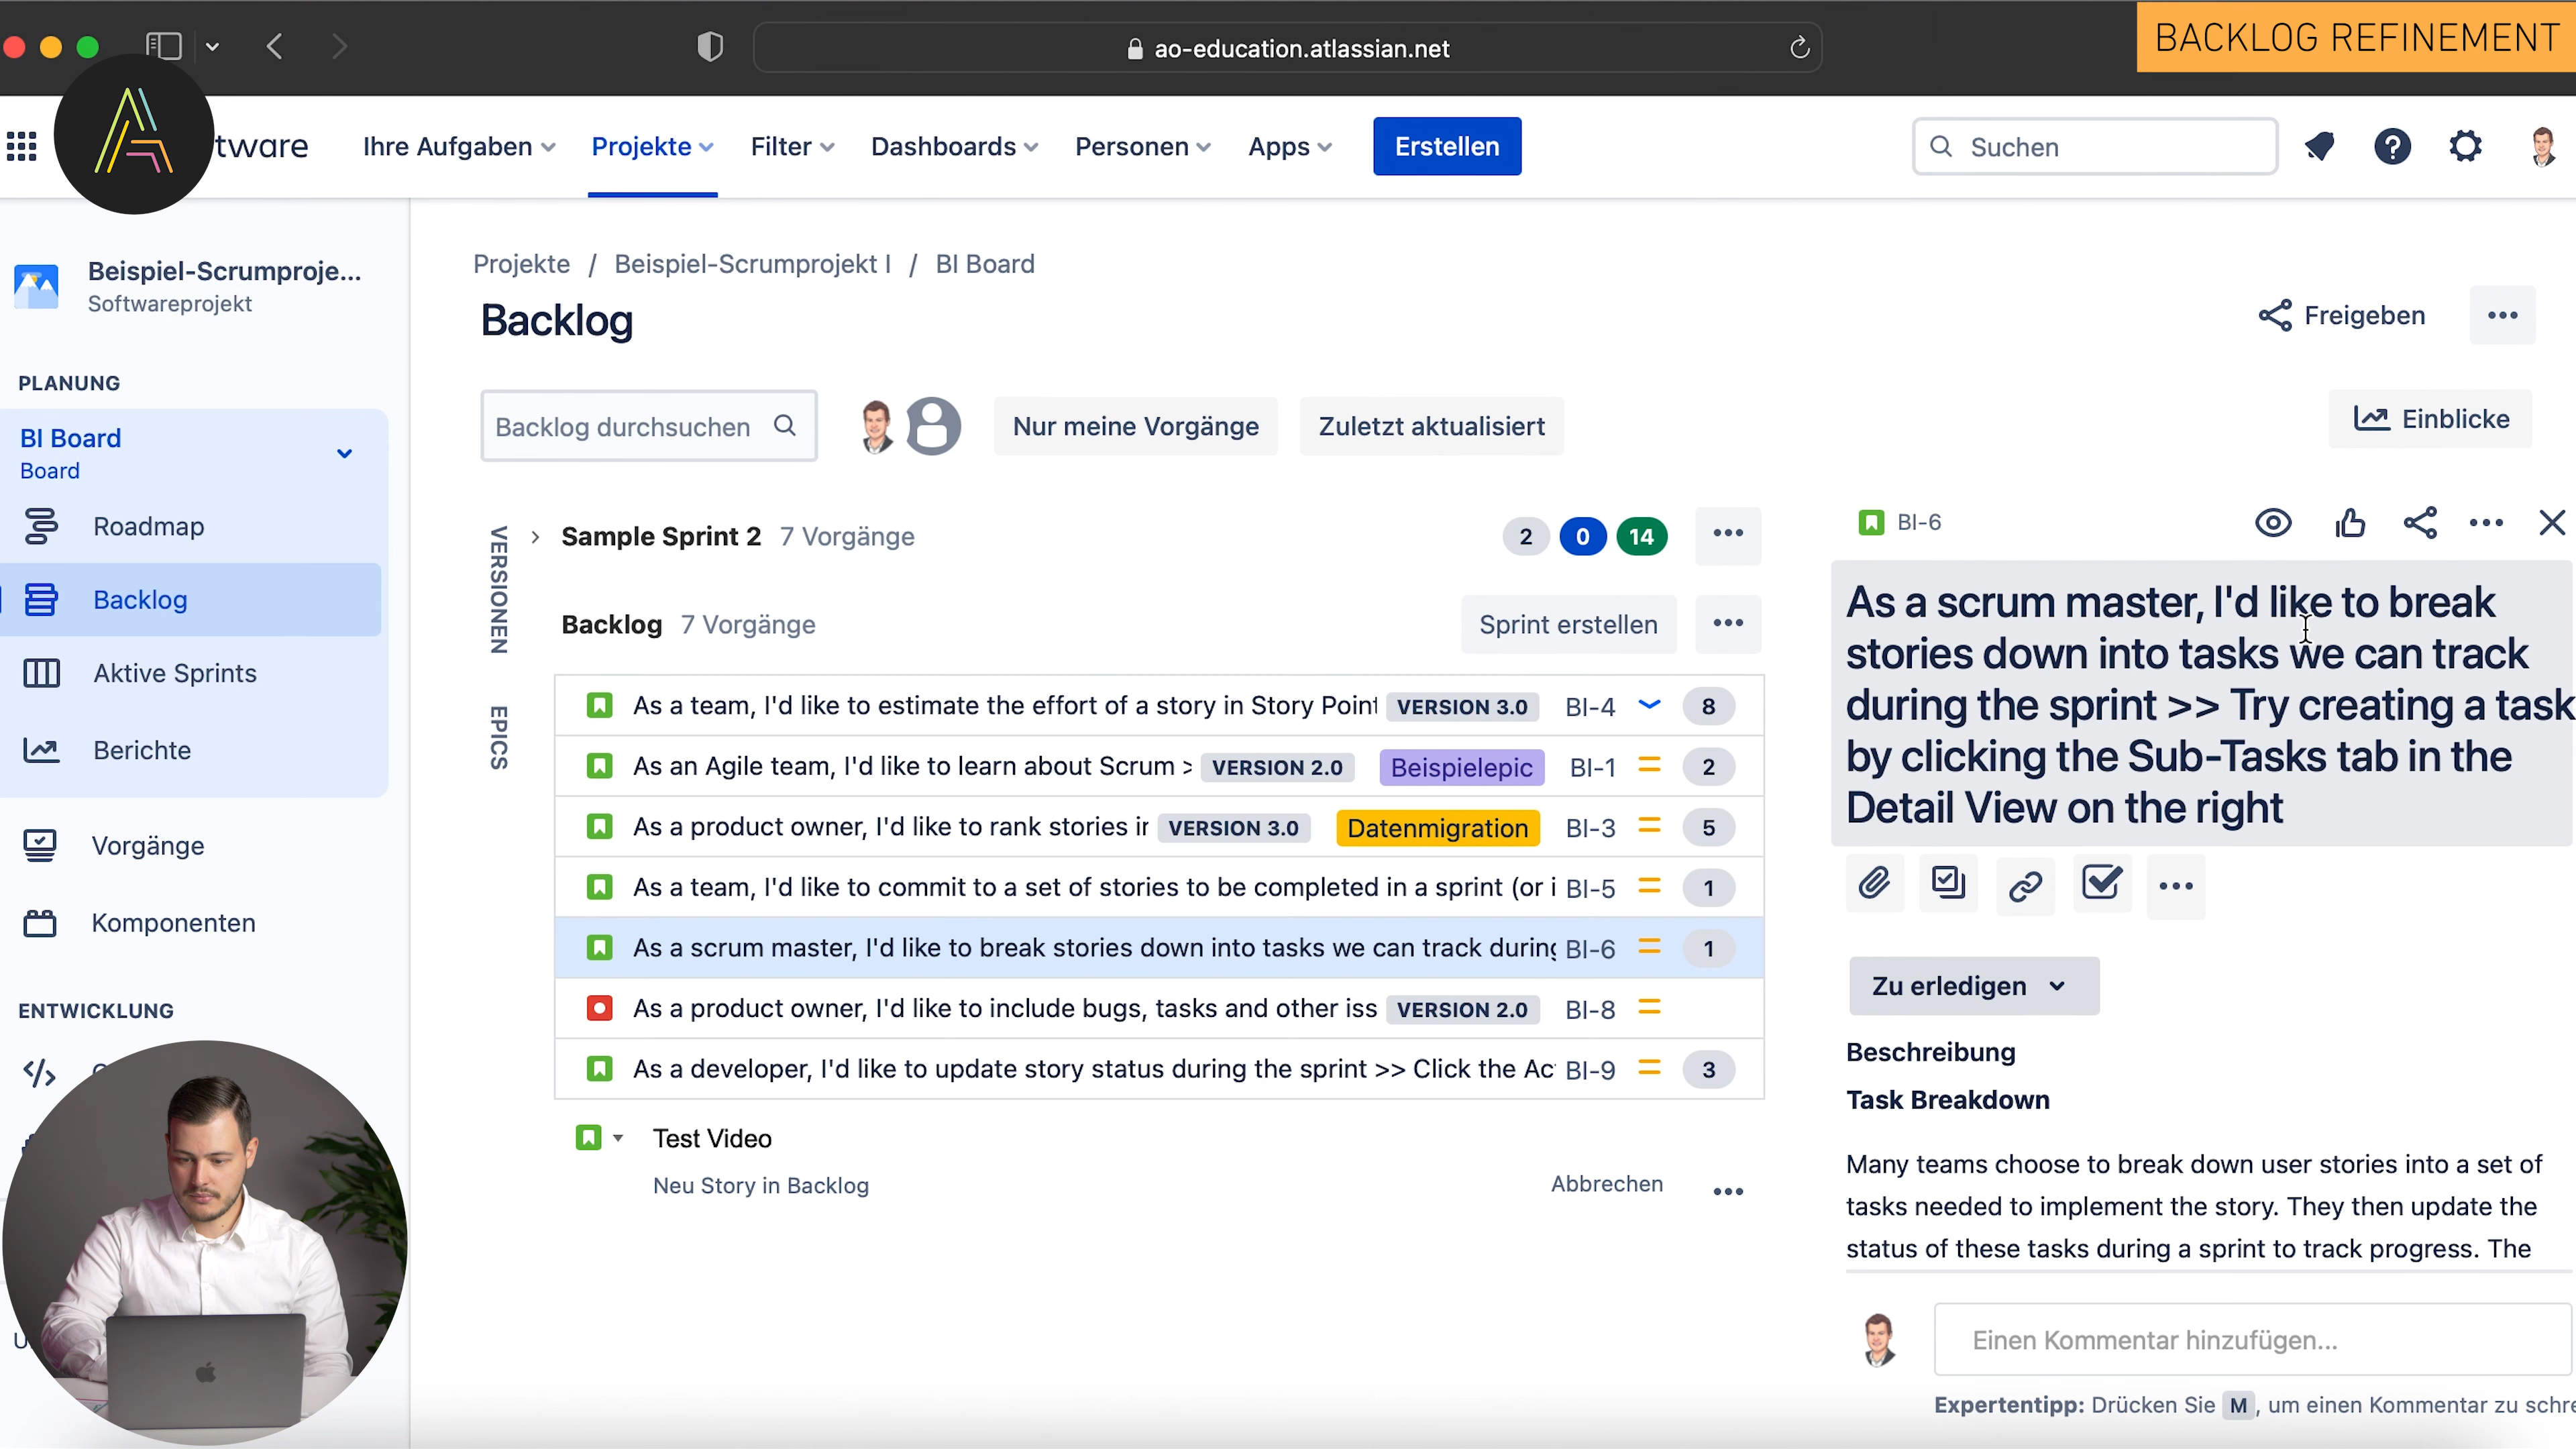 BACKLOG REFINEMENT
ao-education.atlassian.net
tware
Ihre Aufgaben
Projekte
Filter
Dashboards
Personen
Apps
Erstellen
Suchen
Beispiel-Scrumproje...
Softwareprojekt
PLANUNG
BI Board
Board
Roadmap
Backlog
Aktive Sprints
Berichte
Vorgänge
Komponenten
ENTWICKLUNG
Projekte / Beispiel-Scrumprojekt I / BI Board
Backlog
Freigeben
Backlog durchsuchen
Nur meine Vorgänge
Zuletzt aktualisiert
Einblicke
VERSIONEN
EPICS
Sample Sprint 2 7 Vorgänge 2 0 14
Backlog 7 Vorgänge Sprint erstellen
As a team, I'd like to estimate the effort of a story in Story Point VERSION 3.0 BI-4 8
As an Agile team, I'd like to learn about Scrum > VERSION 2.0 Beispielepic BI-1 2
As a product owner, I'd like to rank stories ir VERSION 3.0 Datenmigration BI-3 5
As a team, I'd like to commit to a set of stories to be completed in a sprint (or i BI-5 1
As a scrum master, I'd like to break stories down into tasks we can track during BI-6 1
As a product owner, I'd like to include bugs, tasks and other iss VERSION 2.0 BI-8
As a developer, I'd like to update story status during the sprint >> Click the Ac BI-9 3
Test Video
Neu Story in Backlog
Abbrechen
BI-6
As a scrum master, I'd like to break
stories down into tasks we can track
during the sprint >> Try creating a task
by clicking the Sub-Tasks tab in the
Detail View on the right
Zu erledigen
Beschreibung
Task Breakdown
Many teams choose to break down user stories into a set of
tasks needed to implement the story. They then update the
status of these tasks during a sprint to track progress. The
Einen Kommentar hinzufügen...
Expertentipp: Drücken Sie M, um einen Kommentar zu schre